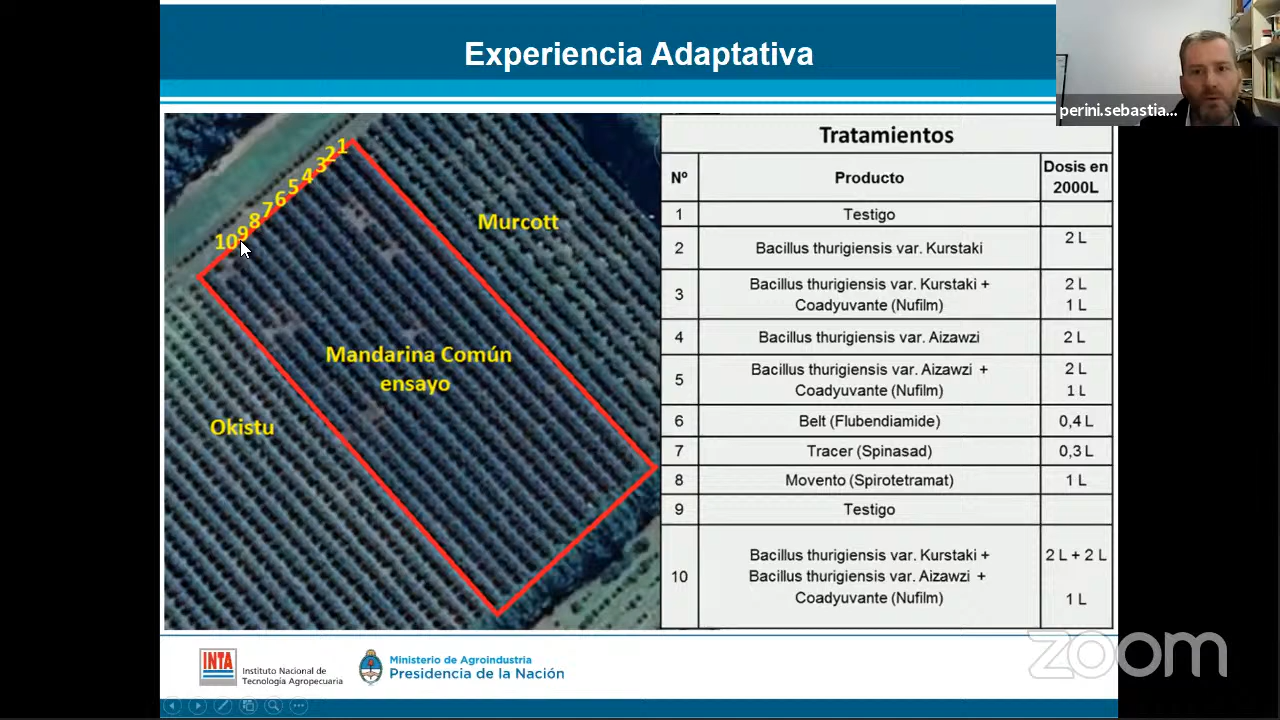 Experiencia Adaptativa
perini.sebastia...
1
2
3
4
5
6
7
8
9
10
Murcott
Mandarina Común
ensayo
Okistu
Tratamientos
Nº Producto Dosis en
2000L
1 Testigo
2 Bacillus thurigiensis var. Kurstaki 2 L
3 Bacillus thurigiensis var. Kurstaki + 2 L
Coadyuvante (Nufilm) 1 L
4 Bacillus thurigiensis var. Aizawzi 2 L
5 Bacillus thurigiensis var. Aizawzi + 2 L
Coadyuvante (Nufilm) 1 L
6 Belt (Flubendiamide) 0,4 L
7 Tracer (Spinasad) 0,3 L
8 Movento (Spirotetramat) 1 L
9 Testigo
10 Bacillus thurigiensis var. Kurstaki + 2 L + 2 L
Bacillus thurigiensis var. Aizawzi +
Coadyuvante (Nufilm) 1 L
INTA
Instituto Nacional de
Tecnología Agropecuaria
Ministerio de Agroindustria
Presidencia de la Nación
zoom